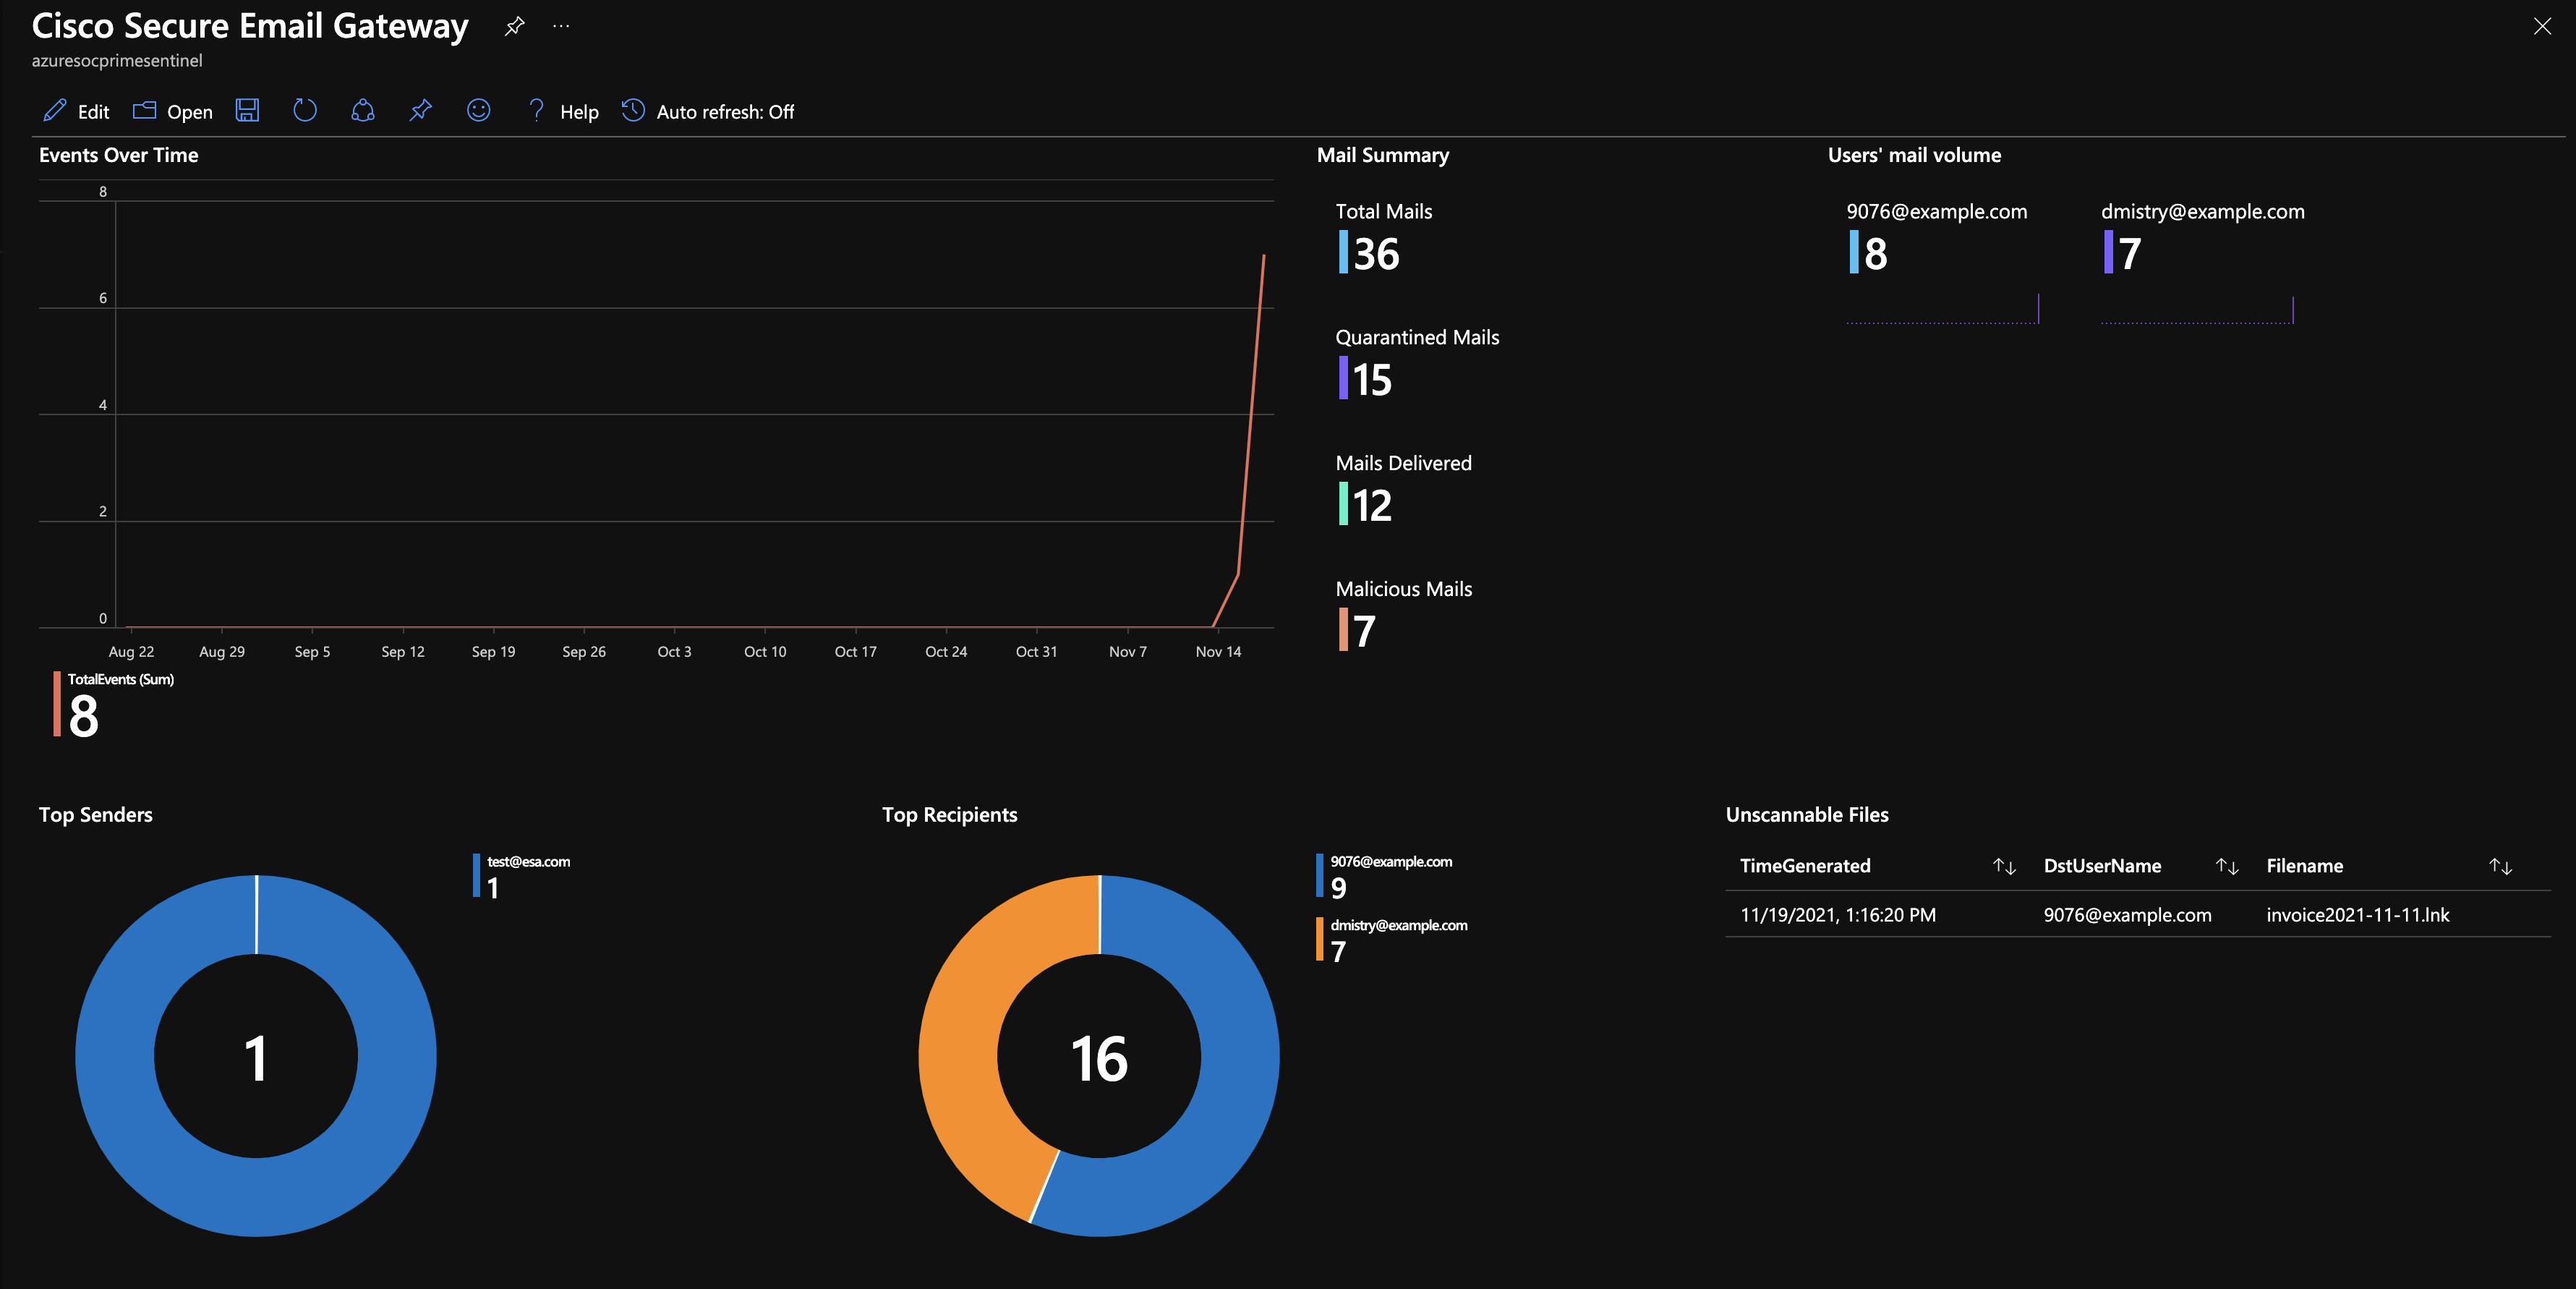 Cisco Secure Email Gateway
...
azuresocprimesentinel
Edit Open Help Auto refresh: Off
Events Over Time
8
6
4
2
0
Aug 22 Aug 29 Sep 5 Sep 12 Sep 19 Sep 26 Oct 3 Oct 10 Oct 17 Oct 24 Oct 31 Nov 7 Nov 14
TotalEvents (Sum)
8
Mail Summary
Total Mails
36
Quarantined Mails
15
Mails Delivered
12
Malicious Mails
7
Users' mail volume
9076@example.com
8
dmistry@example.com
7
Top Senders
1
test@esa.com
1
Top Recipients
16
9076@example.com
9
dmistry@example.com
7
Unscannable Files
TimeGenerated ↑↓ DstUserName ↑↓ Filename ↑↓
11/19/2021, 1:16:20 PM 9076@example.com invoice2021-11-11.lnk